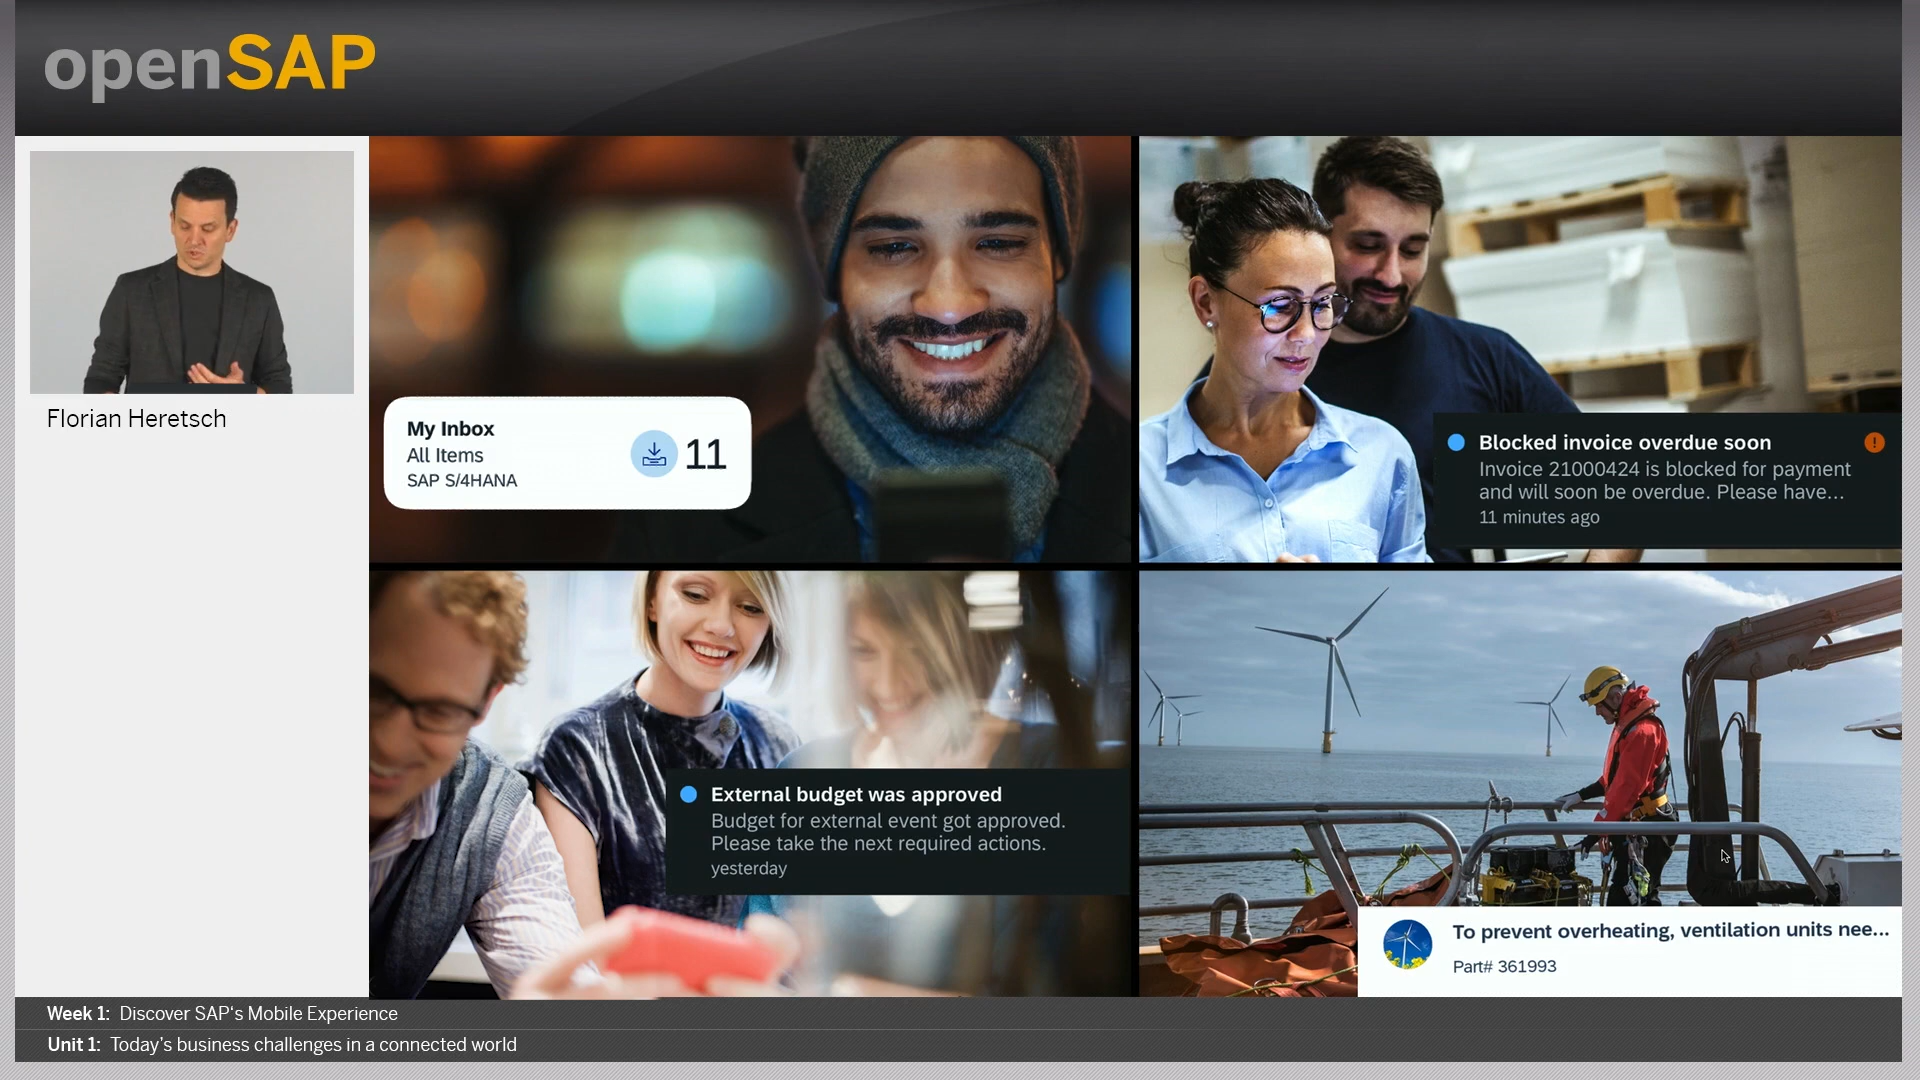 openSAP
Florian Heretsch
My Inbox
All Items
SAP S/4HANA
11
Blocked invoice overdue soon
Invoice 21000424 is blocked for payment
and will soon be overdue. Please have...
11 minutes ago
External budget was approved
Budget for external event got approved.
Please take the next required actions.
yesterday
To prevent overheating, ventilation units nee...
Part# 361993
Week 1: Discover SAP‘s Mobile Experience
Unit 1: Today’s business challenges in a connected world